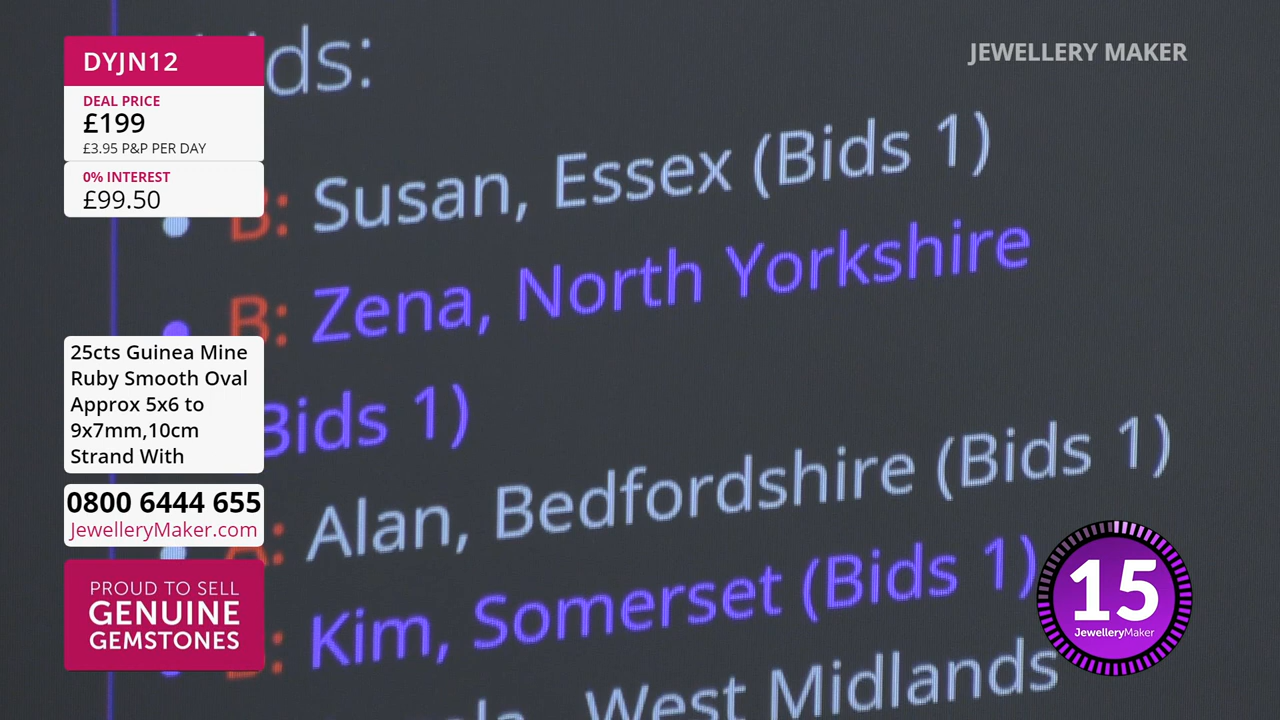 DYJN12
DEAL PRICE
£199
£3.95 P&P PER DAY
0% INTEREST
£99.50
25cts Guinea Mine
Ruby Smooth Oval
Approx 5x6 to
9x7mm,10cm
Strand With
0800 6444 655
JewelleryMaker.com
PROUD TO SELL
GENUINE
GEMSTONES
JEWELLERY MAKER
B: Susan, Essex (Bids 1)
B: Zena, North Yorkshire
Bids 1)
Alan, Bedfordshire (Bids 1)
Kim, Somerset (Bids 1)
West Midlands
15
JewelleryMaker